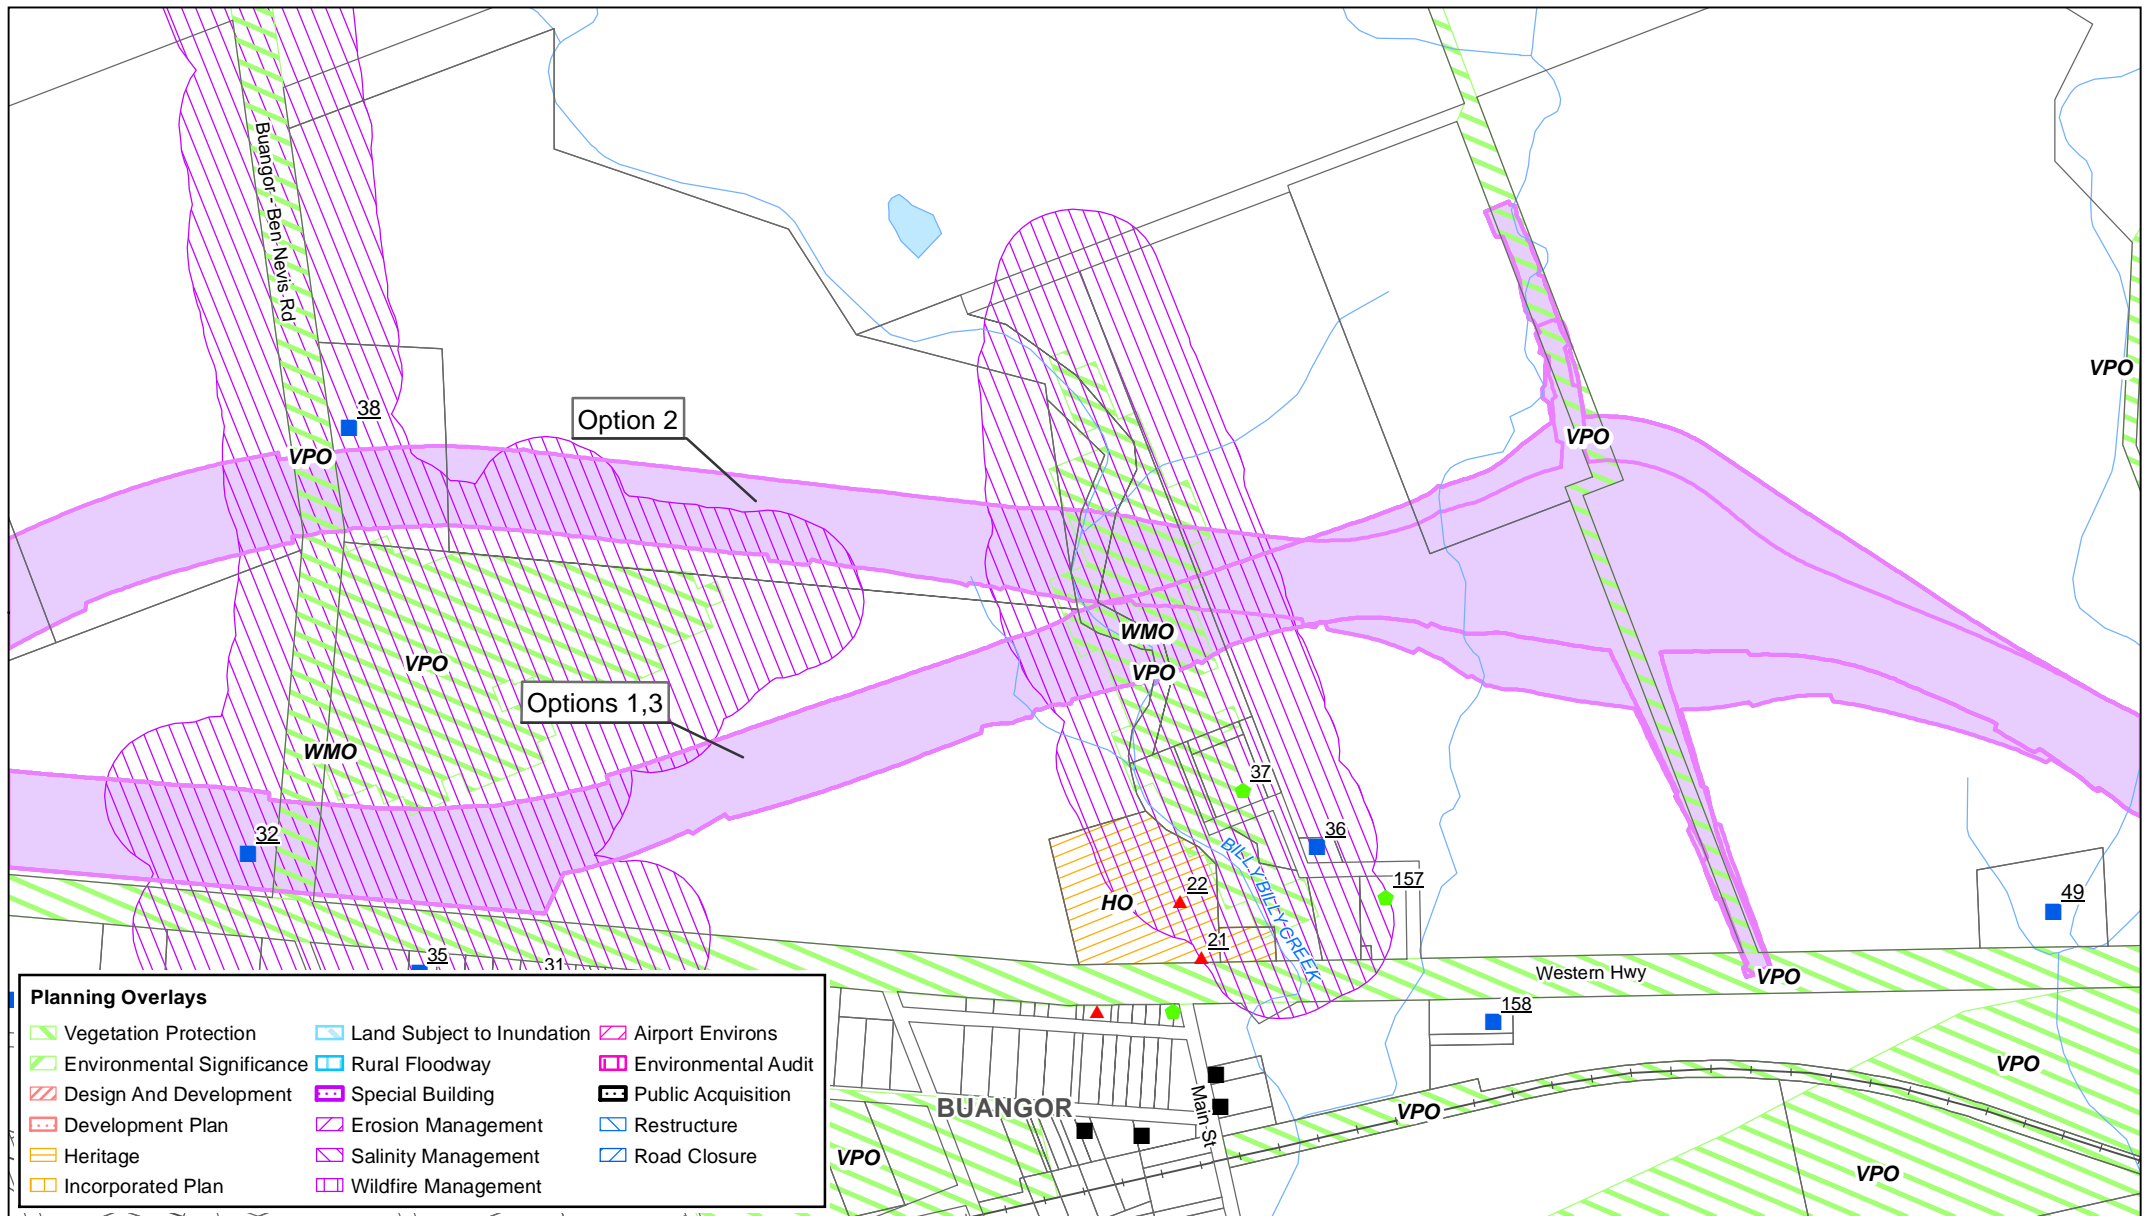 Buangor - Ben Nevis Rd
38
VPO
Option 2
VPO
VPO
WMO
VPO
VPO
Options 1,3
WMO
32
37
36
157
22
HO
21
BILLY BILLY CREEK
49
35
31
Western Hwy
VPO
158
Main St
BUANGOR
VPO
VPO
VPO
VPO
Planning Overlays
Vegetation Protection
Environmental Significance
Design And Development
Development Plan
Heritage
Incorporated Plan
Land Subject to Inundation
Rural Floodway
Special Building
Erosion Management
Salinity Management
Wildfire Management
Airport Environs
Environmental Audit
Public Acquisition
Restructure
Road Closure